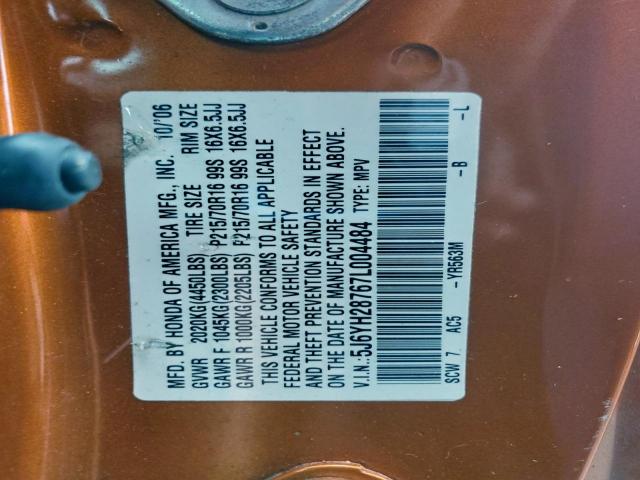 MFD. BY HONDA OF AMERICA MFG., INC. 10/'06
GVWR 2020KG(4450LBS) TIRE SIZE RIM SIZE
GAWR F 1045KG(2300LBS) P215/70R16 99S 16X6.5JJ
GAWR R 1000KG(2205LBS) P215/70R16 99S 16X6.5JJ
THIS VEHICLE CONFORMS TO ALL APPLICABLE
FEDERAL MOTOR VEHICLE SAFETY
AND THEFT PREVENTION STANDARDS IN EFFECT
ON THE DATE OF MANUFACTURE SHOWN ABOVE.
V.I.N.:5J6YH28767L004484 TYPE: MPV
SCW 7 AC5 -YR563M -B -L